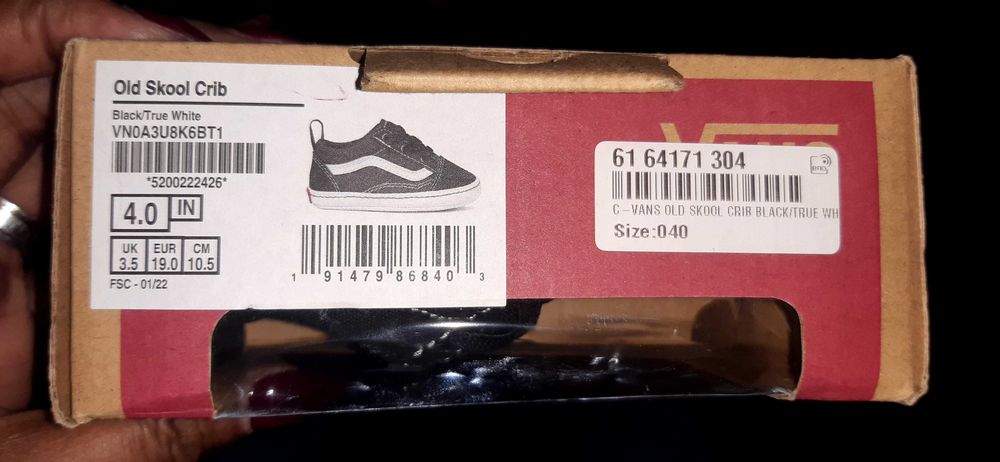 Old Skool Crib
Black/True White
VN0A3U8K6BT1
*5200222426*
4.0 IN
UK EUR CM
3.5 19.0 10.5
FSC - 01/22
1 91479 86840 3
VANS
61 64171 304
RFID
C-VANS OLD SKOOL CRIB BLACK/TRUE WH
Size:040